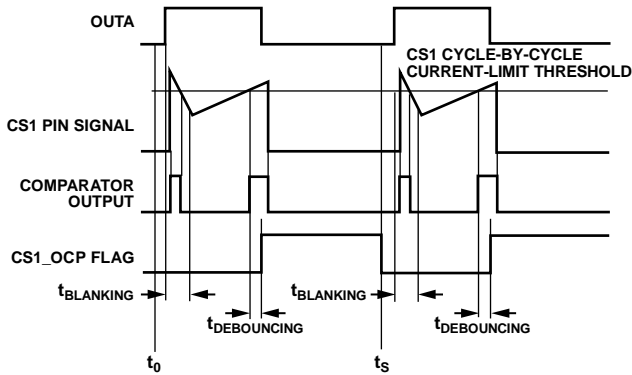 OUTA
CS1 CYCLE-BY-CYCLE
CURRENT-LIMIT THRESHOLD
CS1 PIN SIGNAL
COMPARATOR
OUTPUT
CS1_OCP FLAG
tBLANKING
tBLANKING
tDEBOUNCING
tDEBOUNCING
t0
tS